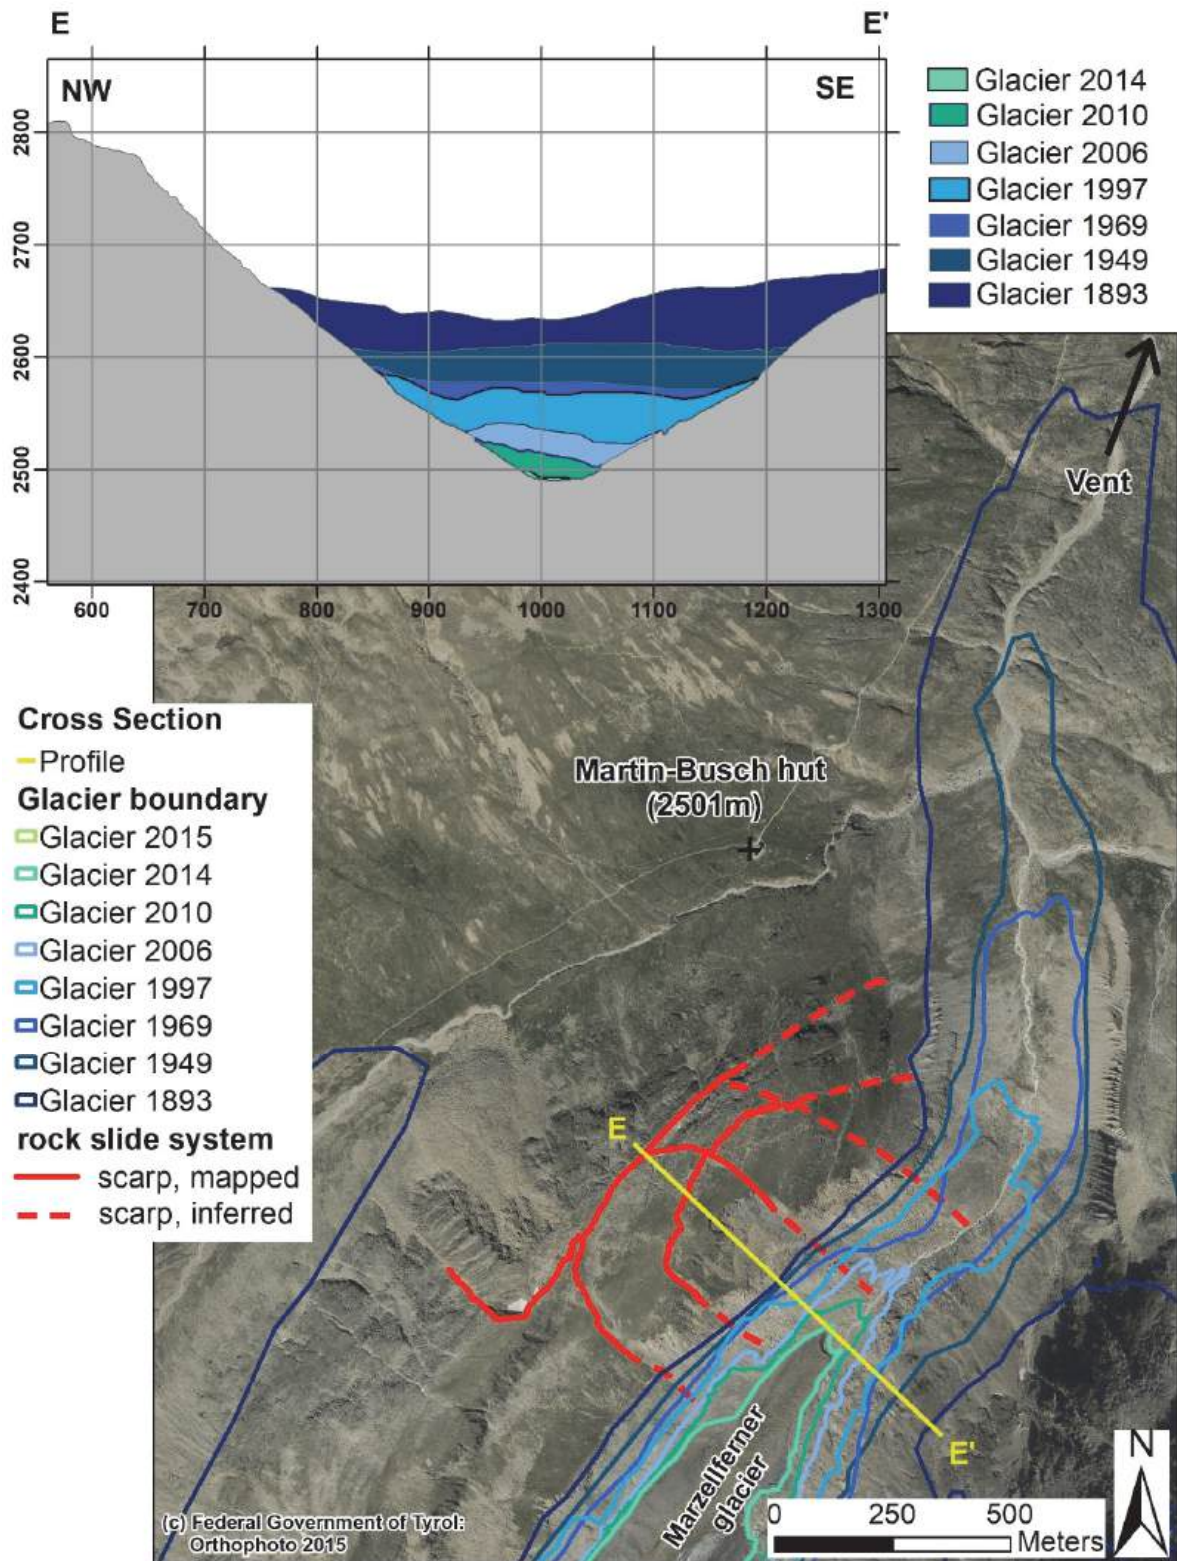 E
E'
NW
SE
2800
2700
2600
2500
2400
600
700
800
900
1000
1100
1200
1300
Glacier 2014
Glacier 2010
Glacier 2006
Glacier 1997
Glacier 1969
Glacier 1949
Glacier 1893
Vent
Martin-Busch hut
(2501m)
Cross Section
Profile
Glacier boundary
Glacier 2015
Glacier 2014
Glacier 2010
Glacier 2006
Glacier 1997
Glacier 1969
Glacier 1949
Glacier 1893
rock slide system
scarp, mapped
scarp, inferred
E
E'
Marzellferner
glacier
N
0
250
500
Meters
(c) Federal Government of Tyrol:
Orthophoto 2015